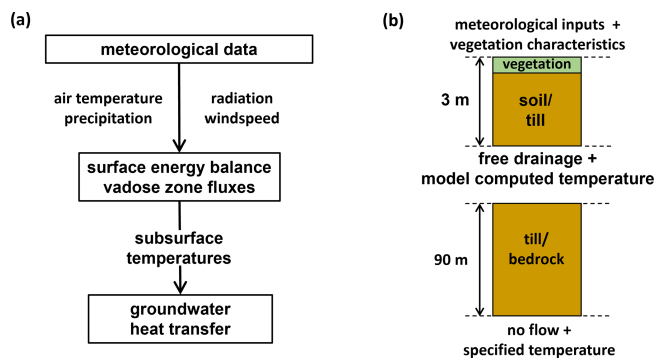 (a)
meteorological data
air temperature
precipitation
radiation
windspeed
surface energy balance
vadose zone fluxes
subsurface
temperatures
groundwater
heat transfer
(b)
meteorological inputs +
vegetation characteristics
vegetation
3 m
soil/
till
free drainage +
model computed temperature
till/
bedrock
90 m
no flow +
specified temperature